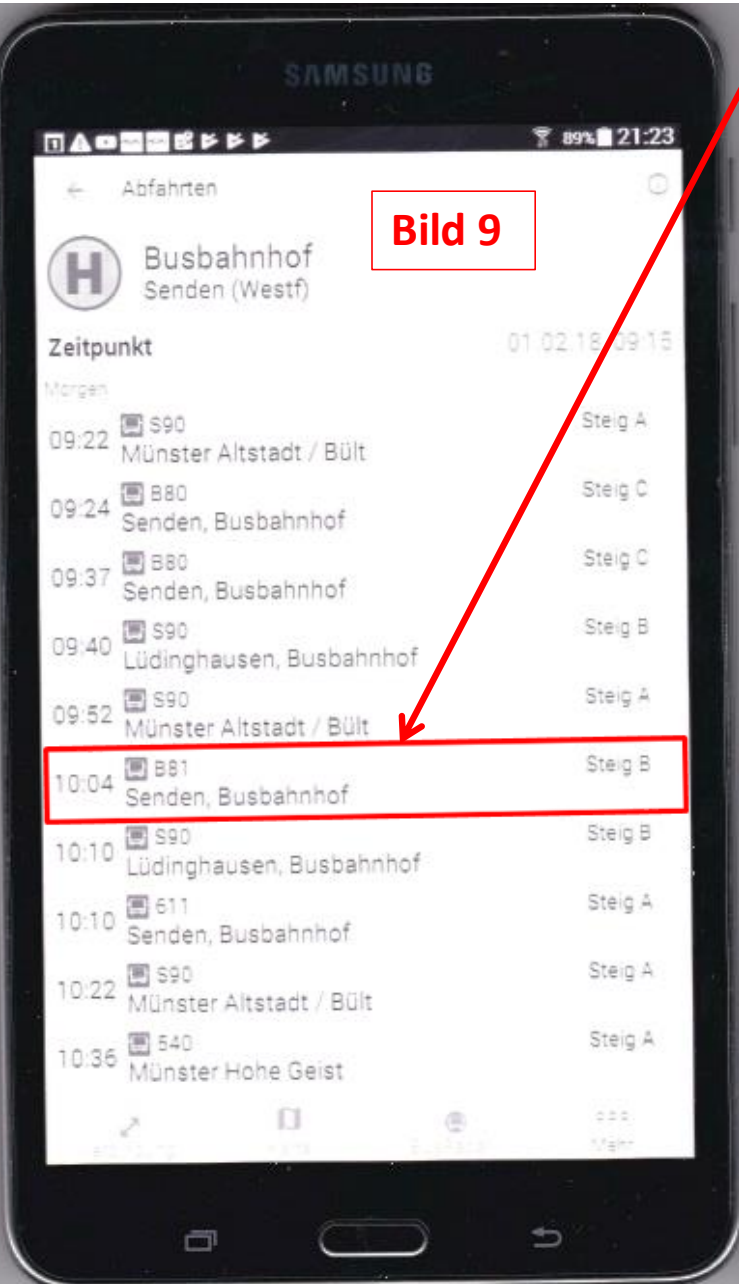 SAMSUNG
89% 21:23
← Abfahrten
Bild 9
H
Busbahnhof
Senden (Westf)
Zeitpunkt 01.02.18, 09:15
Morgen
09:22 S90 Steig A
Münster Altstadt / Bült
09:24 B80 Steig C
Senden, Busbahnhof
09:37 B80 Steig C
Senden, Busbahnhof
09:40 S90 Steig B
Lüdinghausen, Busbahnhof
09:52 S90 Steig A
Münster Altstadt / Bült
10:04 B81 Steig B
Senden, Busbahnhof
10:10 S90 Steig B
Lüdinghausen, Busbahnhof
10:10 611 Steig A
Senden, Busbahnhof
10:22 S90 Steig A
Münster Altstadt / Bült
10:36 540 Steig A
Münster Hohe Geist
Mehr